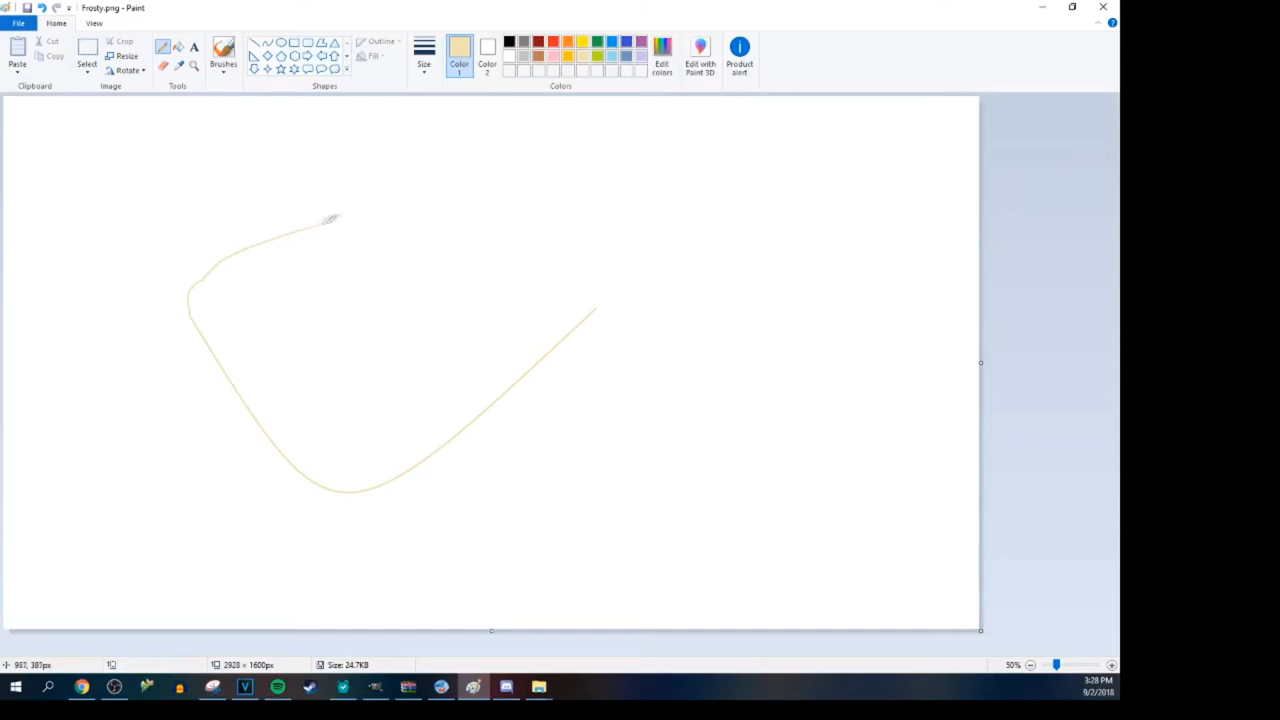 Frosty.png - Paint
File Home View
Paste
Cut
Copy
Clipboard
Select
Crop
Resize
Rotate
Image
A
Tools
Brushes
Outline
Fill
Shapes
Size
Color 1
Color 2
Edit colors
Colors
Edit with Paint 3D
Product alert
987, 387px
2928 × 1600px
Size: 24.7KB
50%
3:28 PM
9/2/2018